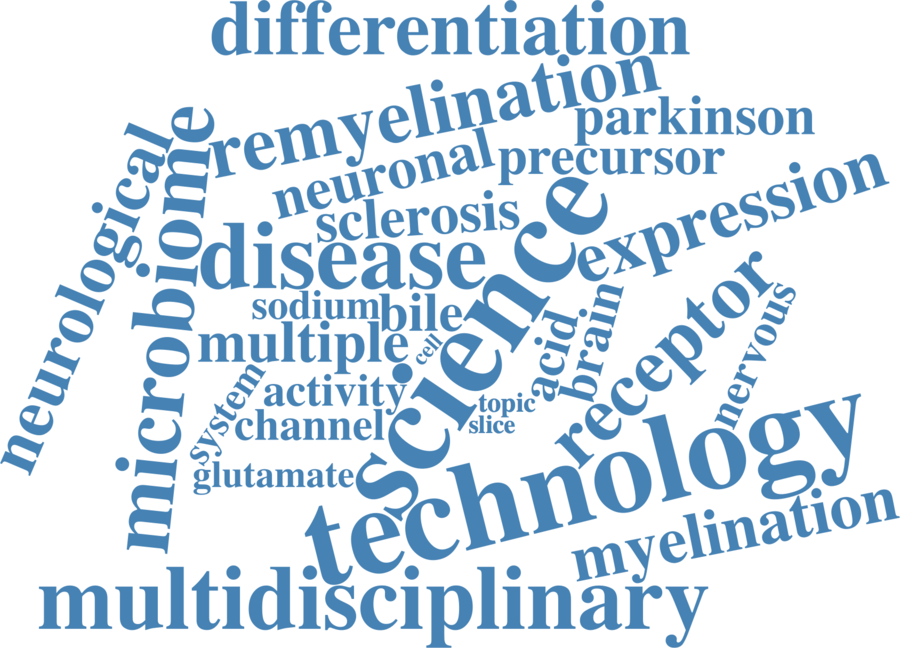 differentiation
remyelination
parkinson
neurological
microbiome
neuronal
precursor
sclerosis
science
expression
disease
sodium
bile
multiple
cell
acid
brain
receptor
nervous
system
activity
channel
topic
slice
glutamate
technology
myelination
multidisciplinary